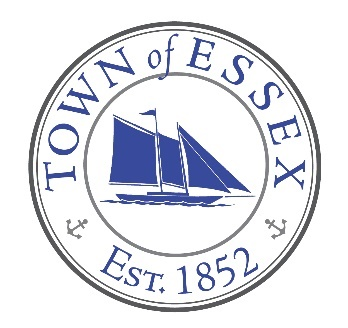 TOWN of ESSEX
EST. 1852